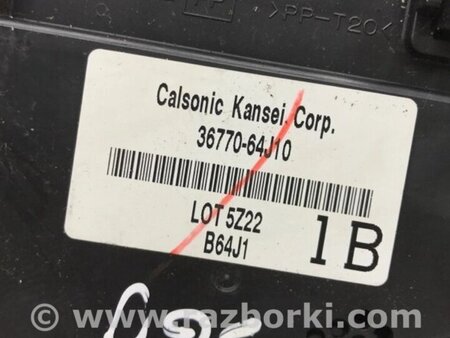 >PP-T20<
Calsonic Kansei Corp.
36770-64J10
LOT 5Z22
B64J1
1B
www.razborki.com